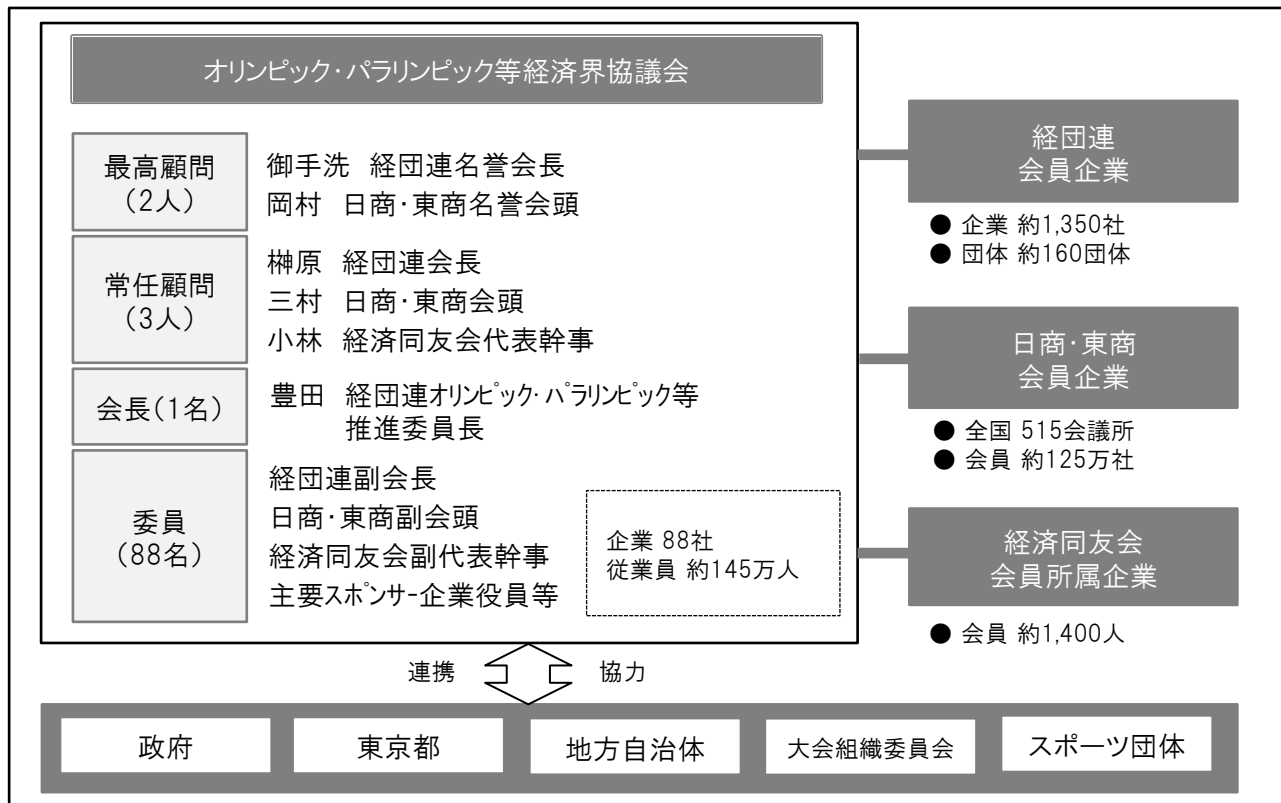 オリンピック・パラリンピック等経済界協議会
最高顧問
(2人)
御手洗 経団連名誉会長
岡村 日商・東商名誉会頭
常任顧問
(3人)
榊原 経団連会長
三村 日商・東商会頭
小林 経済同友会代表幹事
会長(1名)
豊田 経団連オリンピック・パラリンピック等
推進委員長
委員
(88名)
経団連副会長
日商・東商副会頭
経済同友会副代表幹事
主要スポンサー企業役員等
企業 88社
従業員 約145万人
経団連
会員企業
● 企業 約1,350社
● 団体 約160団体
日商・東商
会員企業
● 全国 515会議所
● 会員 約125万社
経済同友会
会員所属企業
● 会員 約1,400人
連携 協力
政府 東京都 地方自治体 大会組織委員会 スポーツ団体